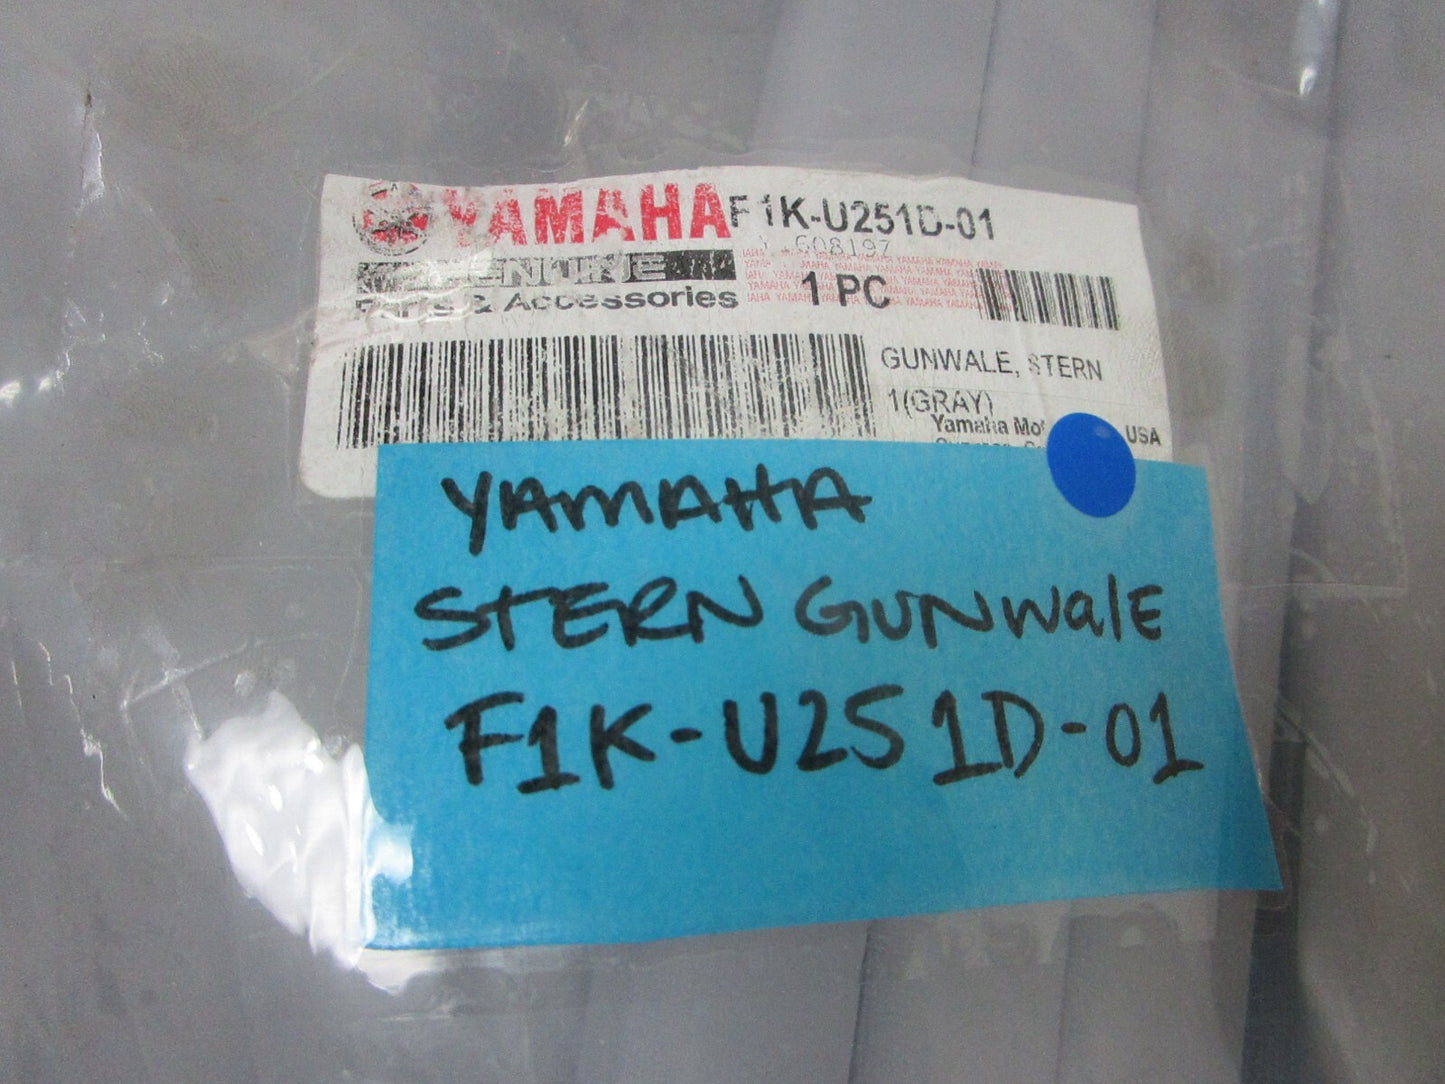 YAMAHA F1K-U251D-01
608197
GENUINE
Parts & Accessories
1 PC
GUNWALE, STERN
1(GRAY)
Yamaha
USA
YAMAHA
STERN GUNWalE
F1K-U251D-01